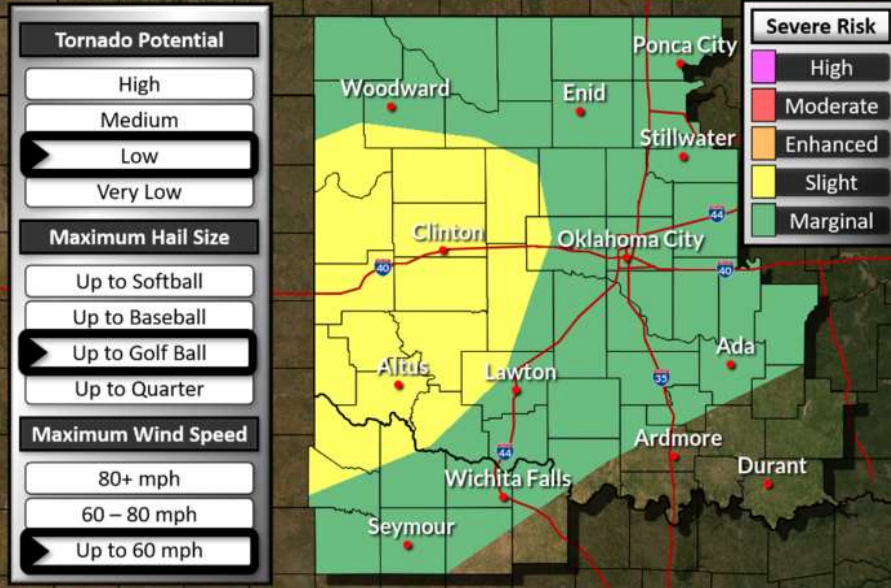 Tornado Potential
High
Medium
Low
Very Low
Maximum Hail Size
Up to Softball
Up to Baseball
Up to Golf Ball
Up to Quarter
Maximum Wind Speed
80+ mph
60 – 80 mph
Up to 60 mph
Ponca City
Woodward
Enid
Stillwater
44
Clinton
Oklahoma City
40
40
Altus
Lawton
Ada
35
Ardmore
44
Wichita Falls
Durant
Seymour
Severe Risk
High
Moderate
Enhanced
Slight
Marginal